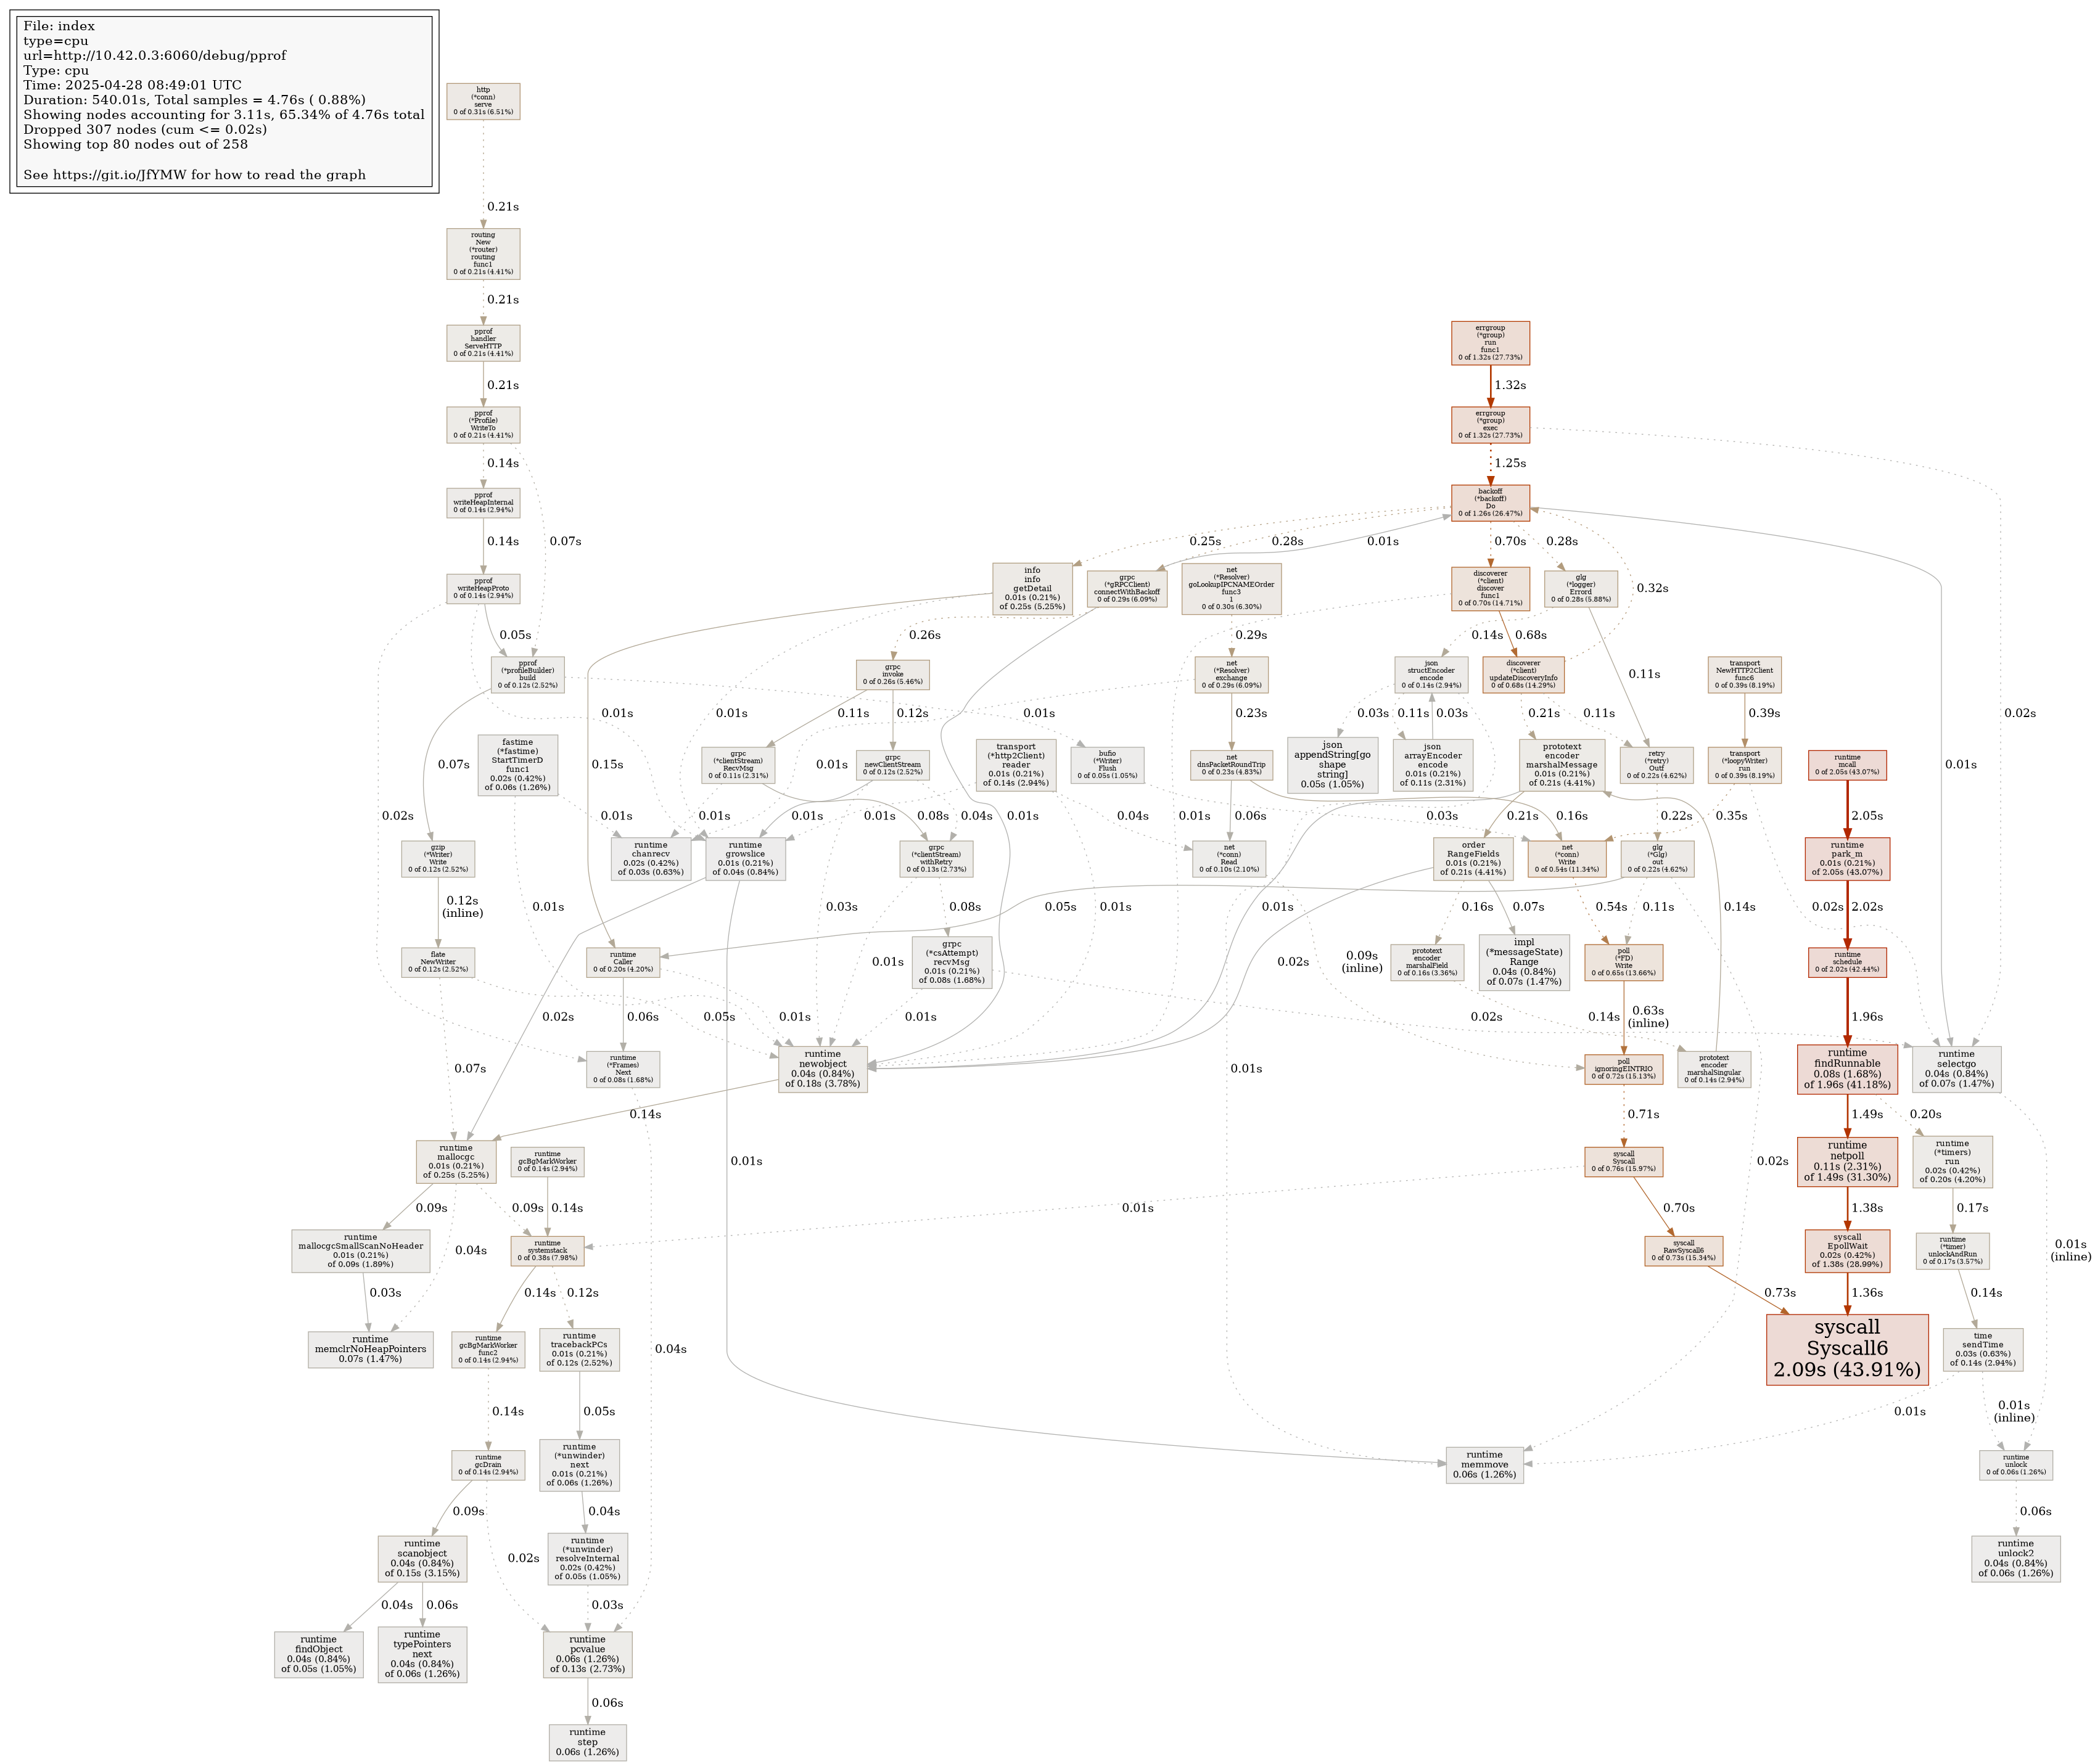 File: index
type=cpu
url=http://10.42.0.3:6060/debug/pprof
Type: cpu
Time: 2025-04-28 08:49:01 UTC
Duration: 540.01s, Total samples = 4.76s ( 0.88%)
Showing nodes accounting for 3.11s, 65.34% of 4.76s total
Dropped 307 nodes (cum <= 0.02s)
Showing top 80 nodes out of 258
See https://git.io/JfYMW for how to read the graph
http
(*conn)
serve
0 of 0.31s (6.51%)
0.21s
routing
New
(*router)
routing
func1
0 of 0.21s (4.41%)
0.21s
pprof
handler
ServeHTTP
0 of 0.21s (4.41%)
0.21s
pprof
(*Profile)
WriteTo
0 of 0.21s (4.41%)
0.14s
0.07s
pprof
writeHeapInternal
0 of 0.14s (2.94%)
0.14s
pprof
writeHeapProto
0 of 0.14s (2.94%)
0.05s
0.01s
0.02s
pprof
(*profileBuilder)
build
0 of 0.12s (2.52%)
0.07s
0.01s
errgroup
(*group)
run
func1
0 of 1.32s (27.73%)
1.32s
errgroup
(*group)
exec
0 of 1.32s (27.73%)
1.25s
0.02s
backoff
(*backoff)
Do
0 of 1.26s (26.47%)
0.25s
0.28s
0.01s
0.70s
0.28s
0.32s
0.01s
info
info
getDetail
0.01s (0.21%)
of 0.25s (5.25%)
0.15s
0.01s
grpc
(*gRPCClient)
connectWithBackoff
0 of 0.29s (6.09%)
0.26s
0.01s
net
(*Resolver)
goLookupIPCNAMEOrder
func3
1
0 of 0.30s (6.30%)
0.29s
discoverer
(*client)
discover
func1
0 of 0.70s (14.71%)
0.68s
0.01s
glg
(*logger)
Errord
0 of 0.28s (5.88%)
0.14s
0.11s
grpc
invoke
0 of 0.26s (5.46%)
0.11s
0.12s
net
(*Resolver)
exchange
0 of 0.29s (6.09%)
0.23s
0.01s
json
structEncoder
encode
0 of 0.14s (2.94%)
0.03s
0.11s
0.03s
0.01s
discoverer
(*client)
updateDiscoveryInfo
0 of 0.68s (14.29%)
0.21s
0.11s
transport
NewHTTP2Client
func6
0 of 0.39s (8.19%)
0.39s
fastime
(*fastime)
StartTimerD
func1
0.02s (0.42%)
of 0.06s (1.26%)
0.01s
0.01s
grpc
(*clientStream)
RecvMsg
0 of 0.11s (2.31%)
0.01s
0.08s
grpc
newClientStream
0 of 0.12s (2.52%)
0.01s
0.04s
0.03s
transport
(*http2Client)
reader
0.01s (0.21%)
of 0.14s (2.94%)
0.01s
0.04s
0.01s
bufio
(*Writer)
Flush
0 of 0.05s (1.05%)
0.03s
net
dnsPacketRoundTrip
0 of 0.23s (4.83%)
0.06s
0.16s
json
appendString[go
shape
string]
0.05s (1.05%)
json
arrayEncoder
encode
0.01s (0.21%)
of 0.11s (2.31%)
prototext
encoder
marshalMessage
0.01s (0.21%)
of 0.21s (4.41%)
0.21s
0.01s
retry
(*retry)
Outf
0 of 0.22s (4.62%)
0.22s
transport
(*loopyWriter)
run
0 of 0.39s (8.19%)
0.35s
0.02s
runtime
mcall
0 of 2.05s (43.07%)
2.05s
gzip
(*Writer)
Write
0 of 0.12s (2.52%)
0.12s
(inline)
runtime
chanrecv
0.02s (0.42%)
of 0.03s (0.63%)
runtime
growslice
0.01s (0.21%)
of 0.04s (0.84%)
0.02s
0.01s
grpc
(*clientStream)
withRetry
0 of 0.13s (2.73%)
0.08s
0.01s
net
(*conn)
Read
0 of 0.10s (2.10%)
0.09s
(inline)
order
RangeFields
0.01s (0.21%)
of 0.21s (4.41%)
0.16s
0.07s
0.02s
net
(*conn)
Write
0 of 0.54s (11.34%)
0.54s
glg
(*Glg)
out
0 of 0.22s (4.62%)
0.05s
0.11s
0.02s
runtime
park_m
0.01s (0.21%)
of 2.05s (43.07%)
2.02s
flate
NewWriter
0 of 0.12s (2.52%)
0.07s
0.05s
runtime
Caller
0 of 0.20s (4.20%)
0.06s
0.01s
grpc
(*csAttempt)
recvMsg
0.01s (0.21%)
of 0.08s (1.68%)
0.01s
0.02s
prototext
encoder
marshalField
0 of 0.16s (3.36%)
0.14s
impl
(*messageState)
Range
0.04s (0.84%)
of 0.07s (1.47%)
poll
(*FD)
Write
0 of 0.65s (13.66%)
0.63s
(inline)
0.14s
runtime
schedule
0 of 2.02s (42.44%)
1.96s
runtime
(*Frames)
Next
0 of 0.08s (1.68%)
0.04s
runtime
newobject
0.04s (0.84%)
of 0.18s (3.78%)
0.14s
poll
ignoringEINTRIO
0 of 0.72s (15.13%)
0.71s
prototext
encoder
marshalSingular
0 of 0.14s (2.94%)
runtime
findRunnable
0.08s (1.68%)
of 1.96s (41.18%)
1.49s
0.20s
runtime
selectgo
0.04s (0.84%)
of 0.07s (1.47%)
0.01s
(inline)
runtime
mallocgc
0.01s (0.21%)
of 0.25s (5.25%)
0.09s
0.04s
0.09s
runtime
gcBgMarkWorker
0 of 0.14s (2.94%)
0.14s
syscall
Syscall
0 of 0.76s (15.97%)
0.01s
0.70s
runtime
netpoll
0.11s (2.31%)
of 1.49s (31.30%)
1.38s
runtime
(*timers)
run
0.02s (0.42%)
of 0.20s (4.20%)
0.17s
runtime
mallocgcSmallScanNoHeader
0.01s (0.21%)
of 0.09s (1.89%)
0.03s
runtime
systemstack
0 of 0.38s (7.98%)
0.14s
0.12s
syscall
RawSyscall6
0 of 0.73s (15.34%)
0.73s
syscall
EpollWait
0.02s (0.42%)
of 1.38s (28.99%)
1.36s
runtime
(*timer)
unlockAndRun
0 of 0.17s (3.57%)
0.14s
runtime
memclrNoHeapPointers
0.07s (1.47%)
runtime
gcBgMarkWorker
func2
0 of 0.14s (2.94%)
0.14s
runtime
tracebackPCs
0.01s (0.21%)
of 0.12s (2.52%)
0.05s
syscall
Syscall6
2.09s (43.91%)
time
sendTime
0.03s (0.63%)
of 0.14s (2.94%)
0.01s
0.01s
(inline)
runtime
gcDrain
0 of 0.14s (2.94%)
0.09s
0.02s
runtime
(*unwinder)
next
0.01s (0.21%)
of 0.06s (1.26%)
0.04s
runtime
memmove
0.06s (1.26%)
runtime
unlock
0 of 0.06s (1.26%)
0.06s
runtime
scanobject
0.04s (0.84%)
of 0.15s (3.15%)
0.04s
0.06s
runtime
(*unwinder)
resolveInternal
0.02s (0.42%)
of 0.05s (1.05%)
0.03s
runtime
unlock2
0.04s (0.84%)
of 0.06s (1.26%)
runtime
findObject
0.04s (0.84%)
of 0.05s (1.05%)
runtime
typePointers
next
0.04s (0.84%)
of 0.06s (1.26%)
runtime
pcvalue
0.06s (1.26%)
of 0.13s (2.73%)
0.06s
runtime
step
0.06s (1.26%)